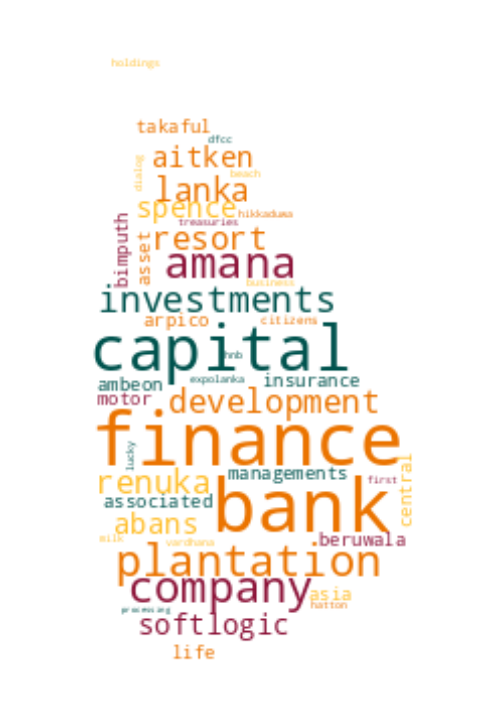 holdings
takaful
dfcc
aitken
dialog
beach
lanka
spence
hikkaduma
treasuries
bimputh
asset
resort
amana
business
investments
arpico
citizens
capital
hnb
expolanka
insurance
ambeon
motor
development
finance
lucky
renuka
managements
first
central
associated
bank
abans
milk
vardhana
beruwala
plantation
company
asia
hatton
processing
softlogic
life